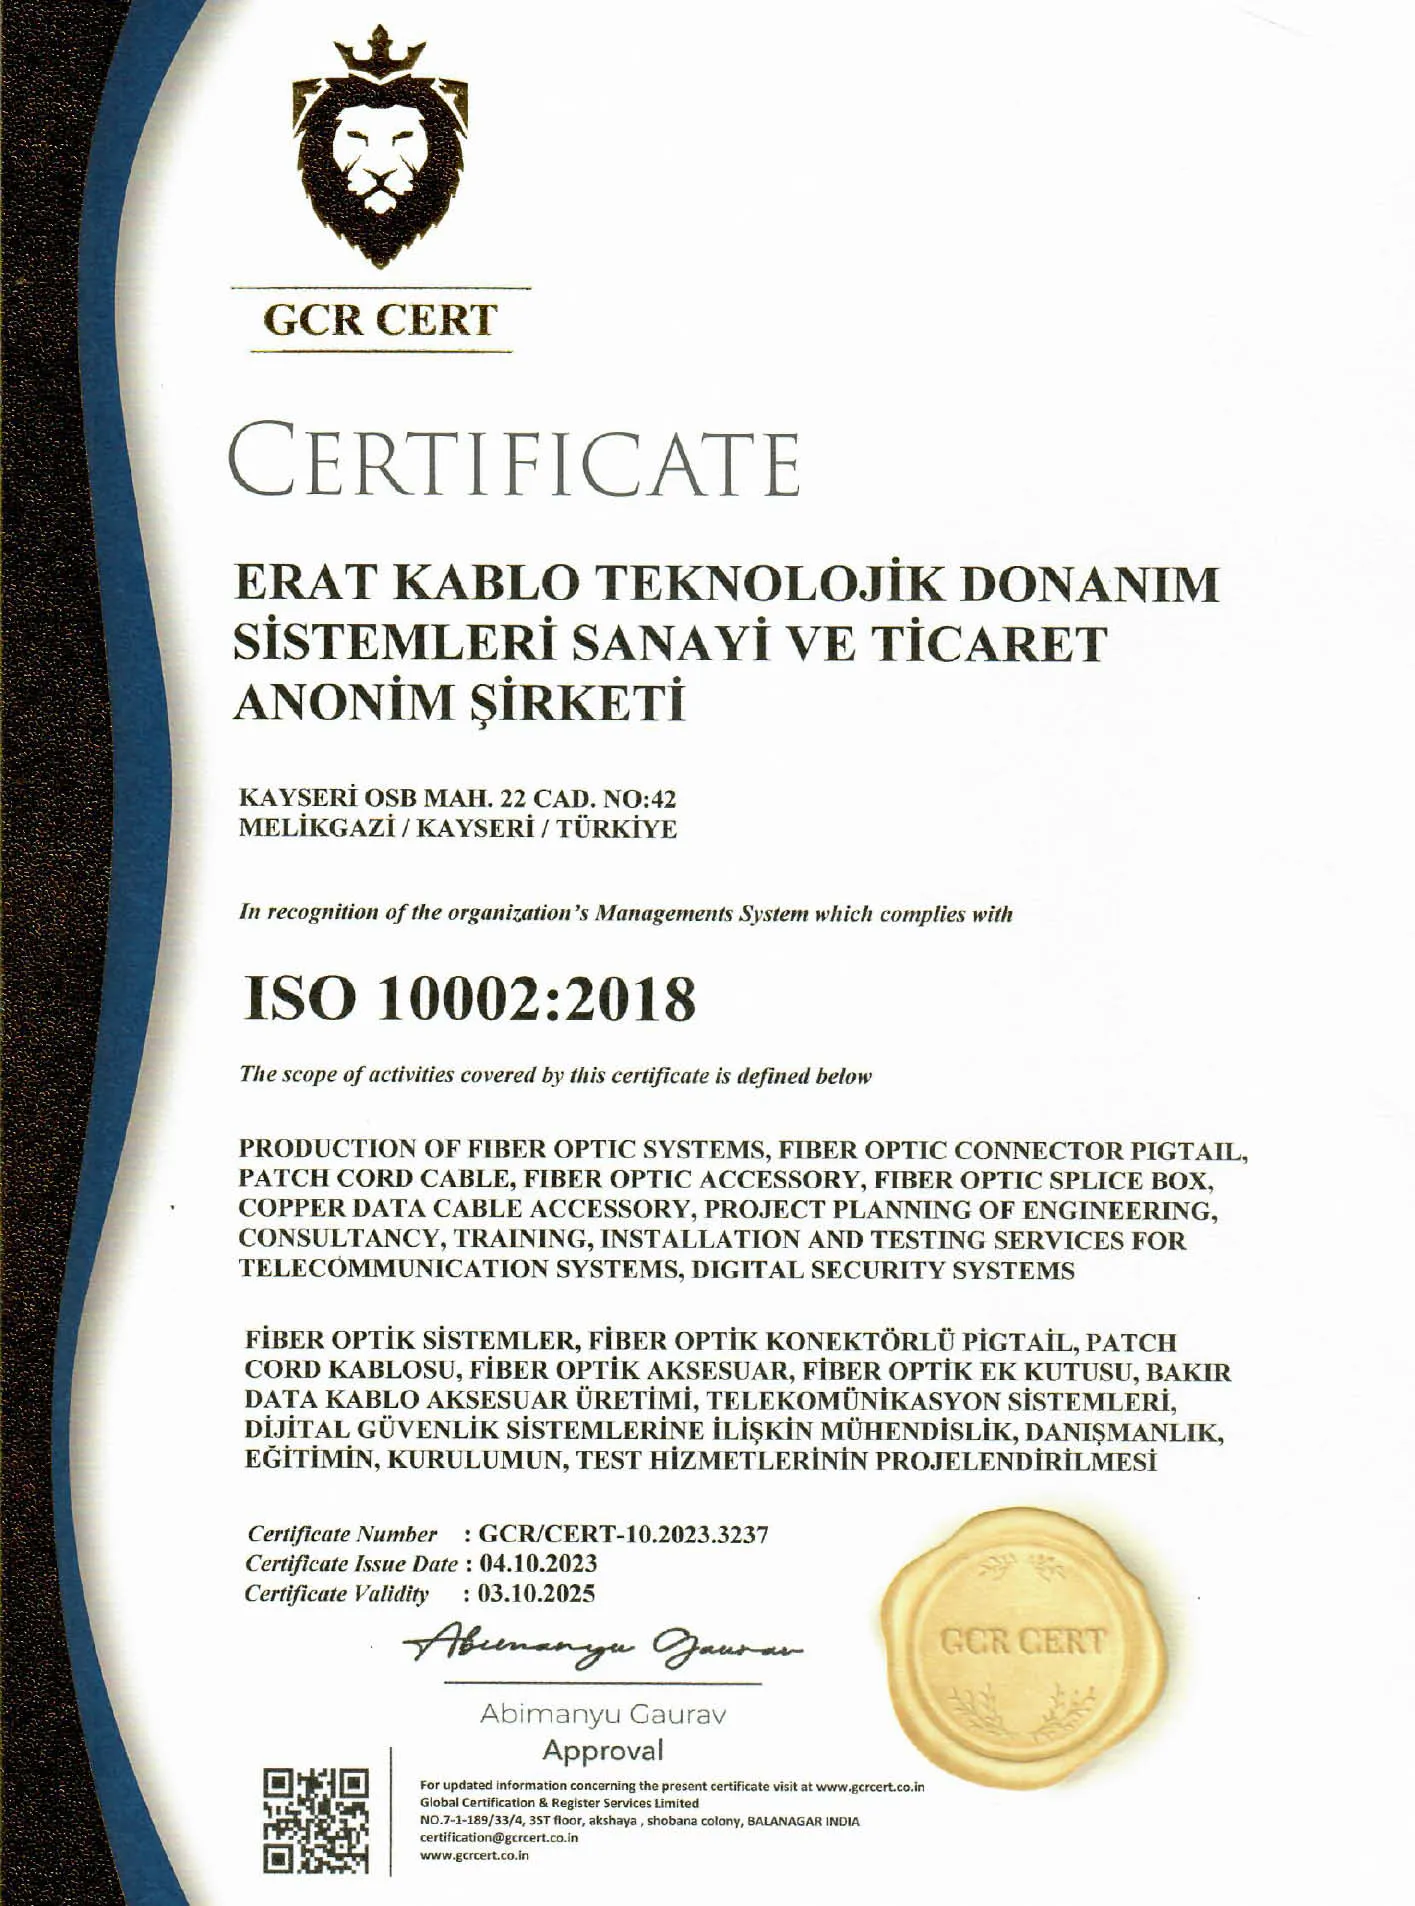 GCR CERT
CERTIFICATE
ERAT KABLO TEKNOLOJİK DONANIM
SİSTEMLERİ SANAYİ VE TİCARET
ANONİM ŞİRKETİ
KAYSERİ OSB MAH. 22 CAD. NO:42
MELİKGAZİ / KAYSERİ / TÜRKİYE
In recognition of the organization's Managements System which complies with
ISO 10002:2018
The scope of activities covered by this certificate is defined below
PRODUCTION OF FIBER OPTIC SYSTEMS, FIBER OPTIC CONNECTOR PIGTAIL,
PATCH CORD CABLE, FIBER OPTIC ACCESSORY, FIBER OPTIC SPLICE BOX,
COPPER DATA CABLE ACCESSORY, PROJECT PLANNING OF ENGINEERING,
CONSULTANCY, TRAINING, INSTALLATION AND TESTING SERVICES FOR
TELECOMMUNICATION SYSTEMS, DIGITAL SECURITY SYSTEMS
FİBER OPTİK SİSTEMLER, FİBER OPTİK KONEKTÖRLÜ PİGTAİL, PATCH
CORD KABLOSU, FİBER OPTİK AKSESUAR, FİBER OPTİK EK KUTUSU, BAKIR
DATA KABLO AKSESUAR ÜRETİMİ, TELEKOMÜNİKASYON SİSTEMLERİ,
DİJİTAL GÜVENLİK SİSTEMLERİNE İLİŞKİN MÜHENDİSLİK, DANIŞMANLIK,
EĞİTİMİN, KURULUMUN, TEST HİZMETLERİNİN PROJELENDİRİLMESİ
Certificate Number : GCR/CERT-10.2023.3237
Certificate Issue Date : 04.10.2023
Certificate Validity : 03.10.2025
Abimanyu Gaurav
GCR CERT
Abimanyu Gaurav
Approval
For updated information concerning the present certificate visit at www.gcrcert.co.in
Global Certification & Register Services Limited
NO.7-1-189/33/4, 3ST floor, akshaya , shobana colony, BALANAGAR INDIA
certification@gcrcert.co.in
www.gcrcert.co.in